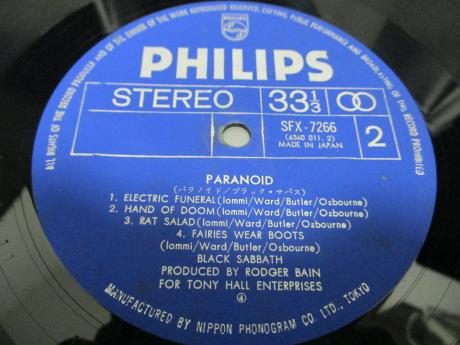 ALL RIGHTS OF THE RECORD PRODUCER AND OF THE OWNER OF THE WORK REPRODUCED RESERVED. COPYING, PUBLIC PERFORMANCE AND BROADCASTING OF THIS RECORD PROHIBITED
PHILIPS
PHILIPS
STEREO 33 1/3
SFX-7266
(6360 011.2)
MADE IN JAPAN
2
PARANOID
(パラノイド/ブラック・サバス)
1. ELECTRIC FUNERAL(Iommi/Ward/Butler/Osbourne)
2. HAND OF DOOM(Iommi/Ward/Butler/Osbourne)
3. RAT SALAD(Iommi/Ward/Butler/Osbourne)
4. FAIRIES WEAR BOOTS
(Iommi/Ward/Butler/Osbourne)
BLACK SABBATH
PRODUCED BY RODGER BAIN
FOR TONY HALL ENTERPRISES
④
MANUFACTURED BY NIPPON PHONOGRAM CO. LTD., TOKYO